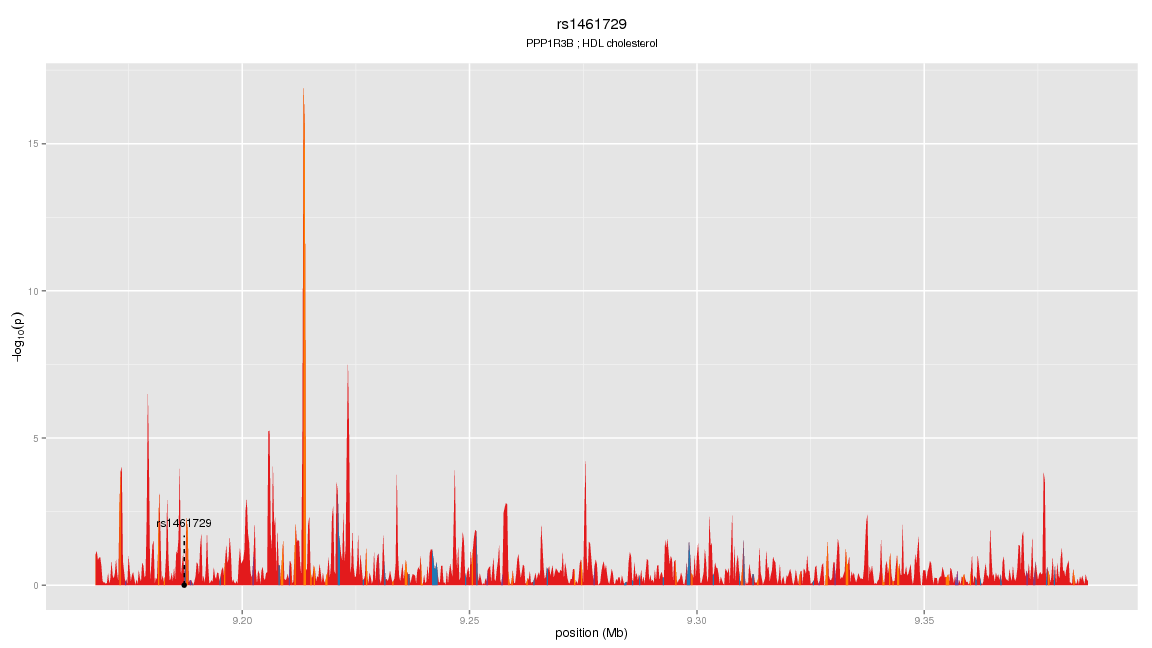 rs1461729
PPP1R3B ; HDL cholesterol
15
10
5
0
−log10(p)
rs1461729
9.20
9.25
9.30
9.35
position (Mb)